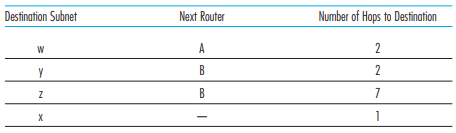 Destination Subnet Next Router Number of Hops to Destination
w A 2
y B 2
z B 7
x — 1